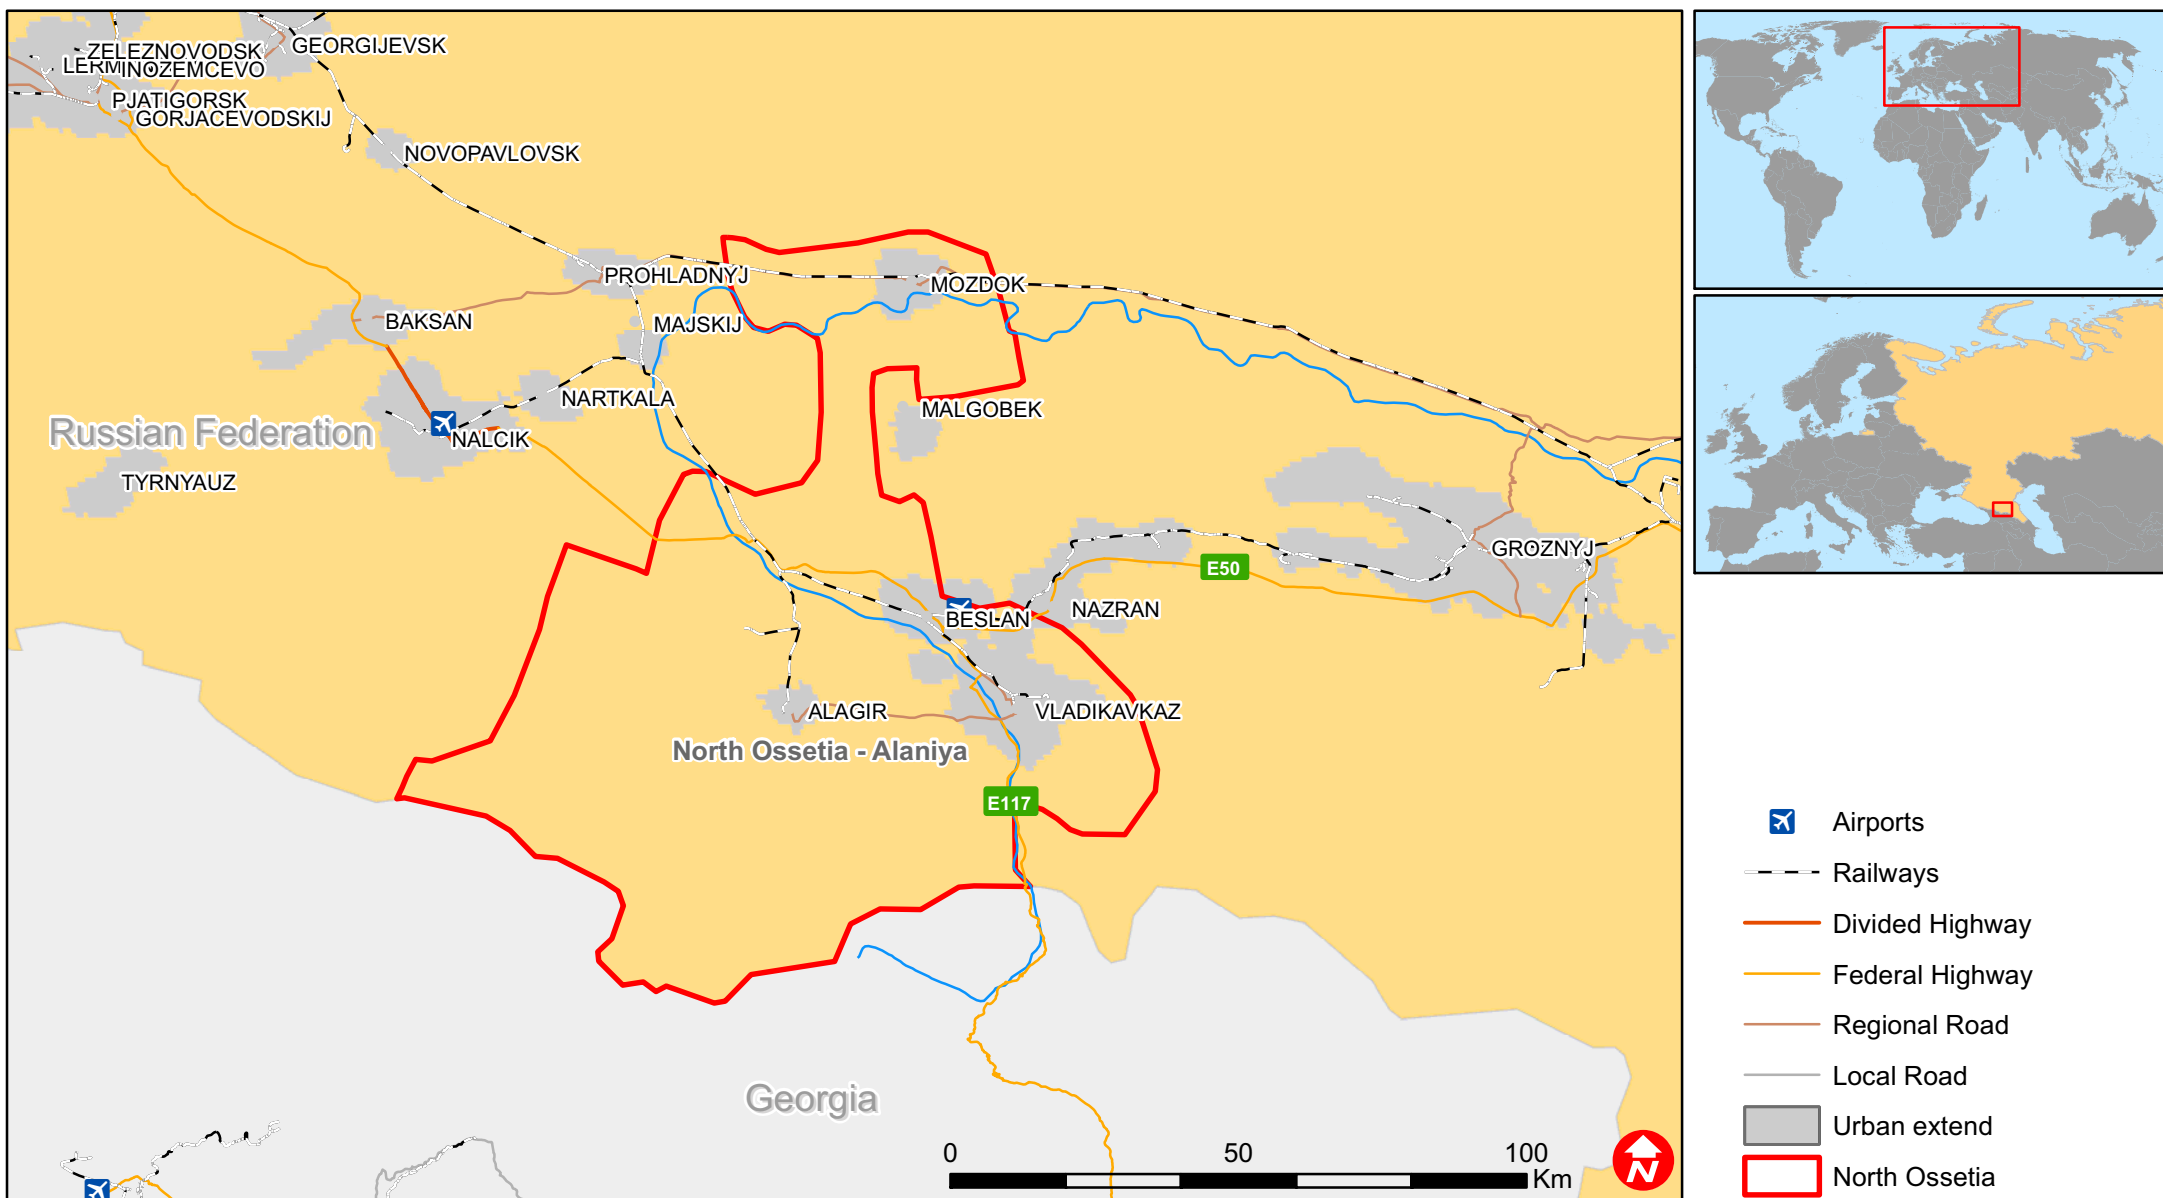 GEORGIJEVSK
ZELEZNOVODSK
INOZEMCEVO
PJATIGORSK
GORJACEVODSKIJ
NOVOPAVLOVSK
PROHLADNYJ
MOZDOK
BAKSAN
MAJSKIJ
NARTKALA
MALGOBEK
Russian Federation
NALCIK
TYRNYAUZ
GROZNYJ
E50
BESLAN
NAZRAN
ALAGIR
VLADIKAVKAZ
North Ossetia - Alaniya
E117
Georgia
0 50 100
Km
N
Airports
Railways
Divided Highway
Federal Highway
Regional Road
Local Road
Urban extend
North Ossetia